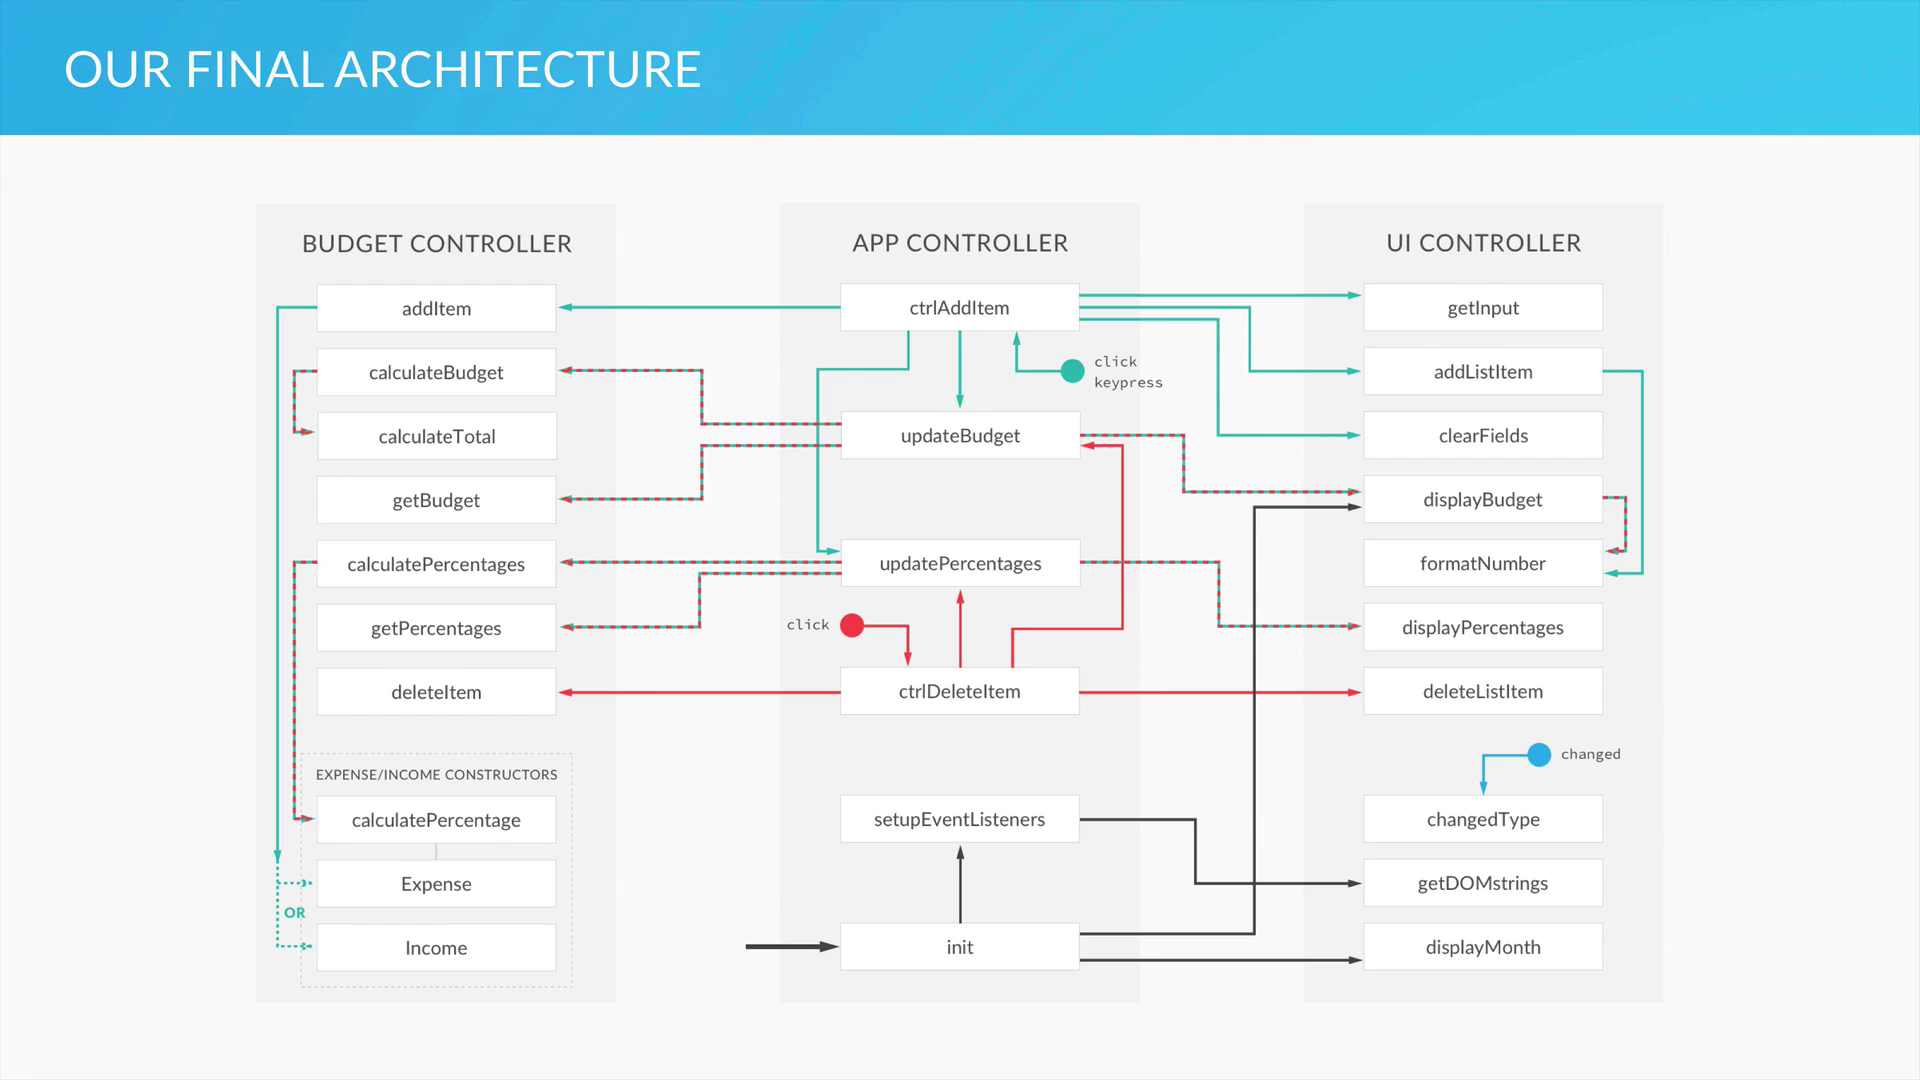 OUR FINAL ARCHITECTURE
BUDGET CONTROLLER
addItem
calculateBudget
calculateTotal
getBudget
calculatePercentages
getPercentages
deleteItem
EXPENSE/INCOME CONSTRUCTORS
calculatePercentage
Expense
OR
Income
APP CONTROLLER
ctrlAddItem
click
keypress
updateBudget
updatePercentages
click
ctrlDeleteItem
setupEventListeners
init
UI CONTROLLER
getInput
addListItem
clearFields
displayBudget
formatNumber
displayPercentages
deleteListItem
changed
changedType
getDOMstrings
displayMonth